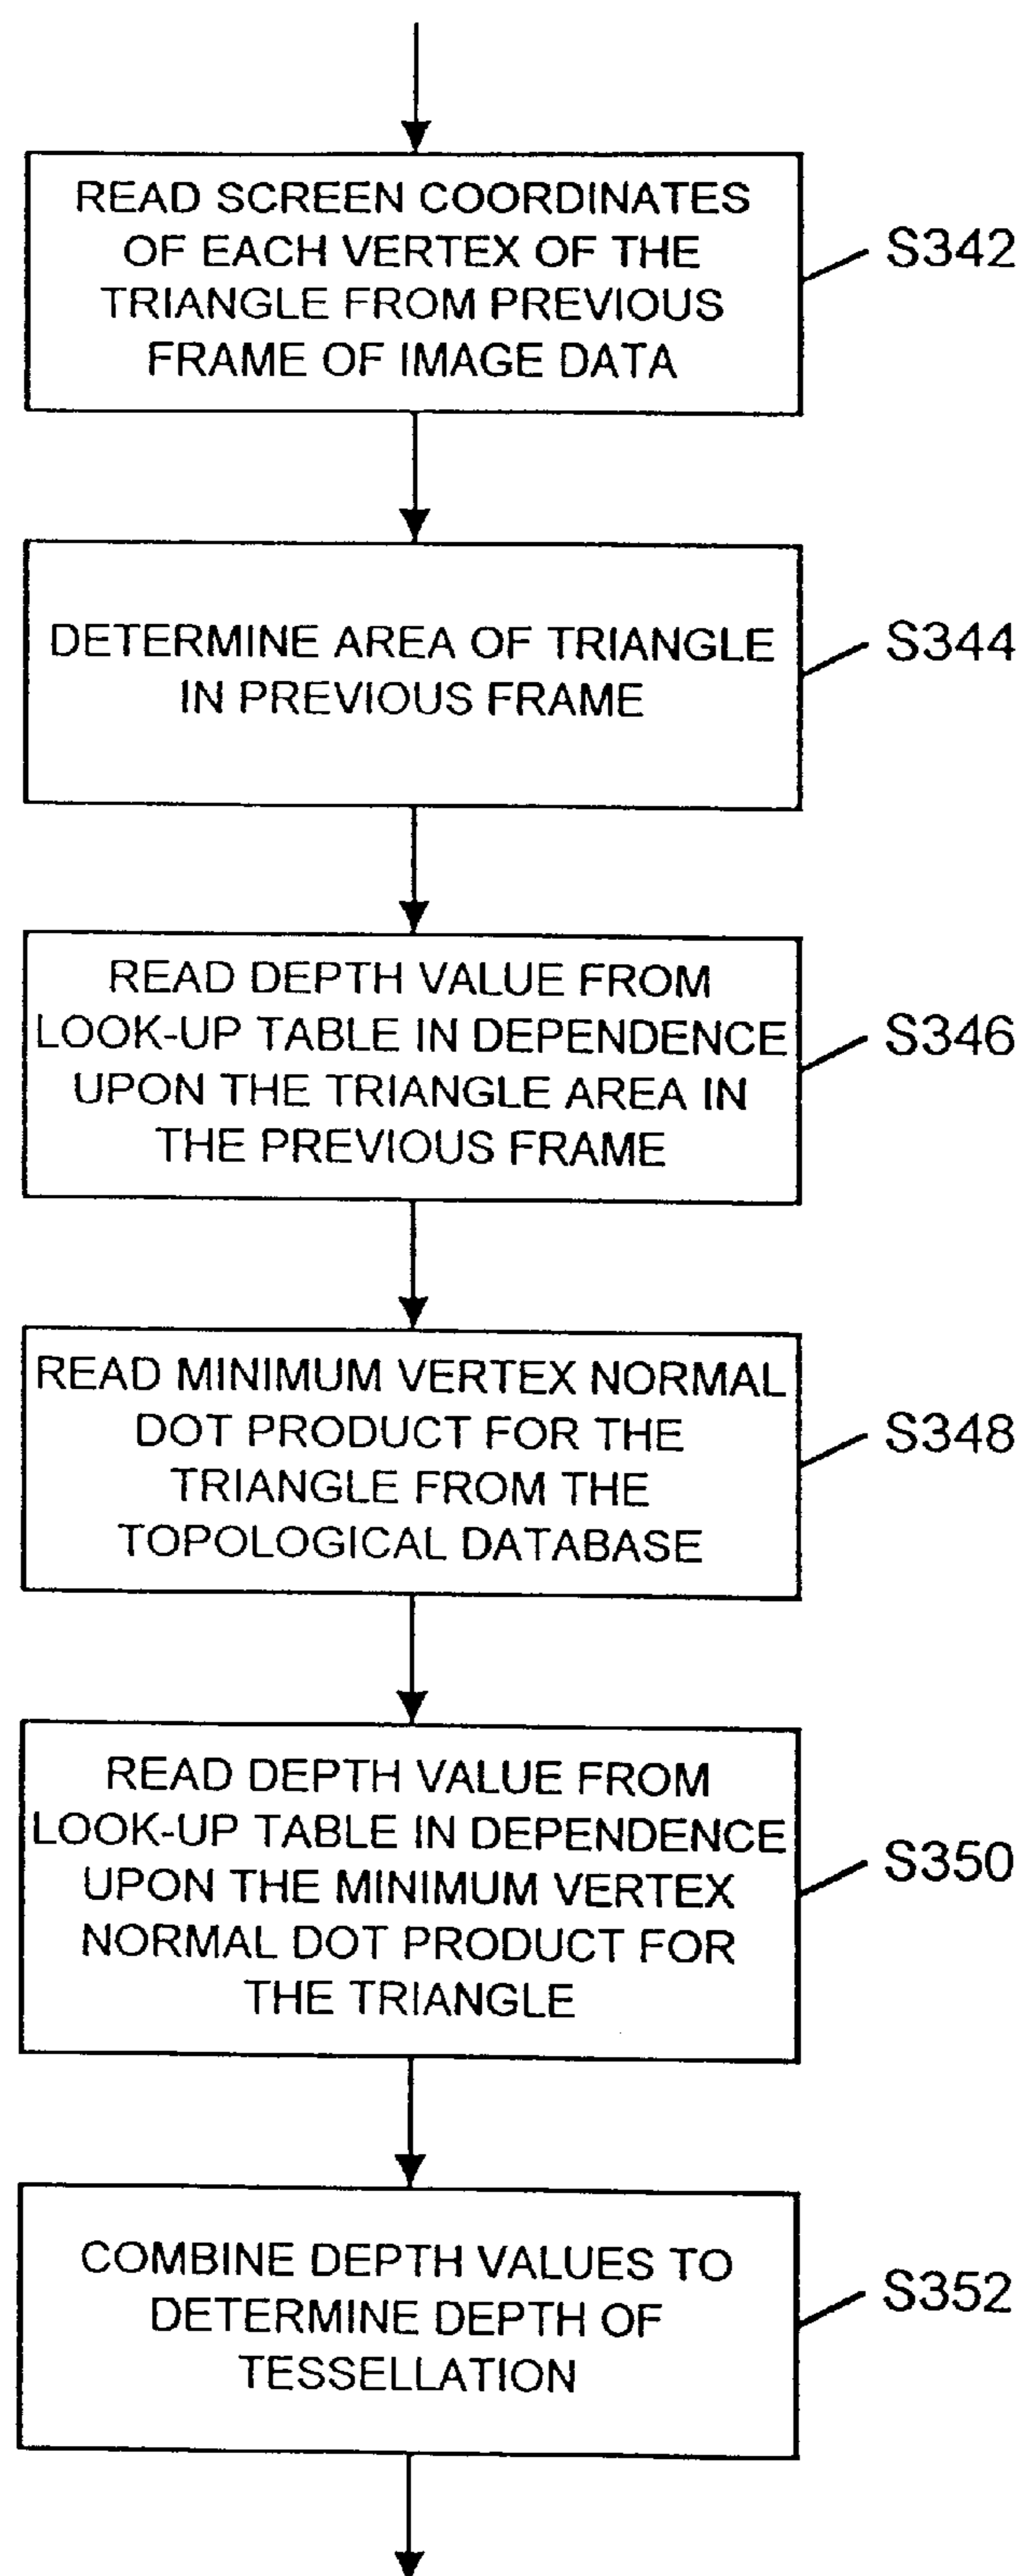 READ SCREEN COORDINATES
OF EACH VERTEX OF THE
TRIANGLE FROM PREVIOUS
FRAME OF IMAGE DATA
S342
DETERMINE AREA OF TRIANGLE
IN PREVIOUS FRAME
S344
READ DEPTH VALUE FROM
LOOK-UP TABLE IN DEPENDENCE
UPON THE TRIANGLE AREA IN
THE PREVIOUS FRAME
S346
READ MINIMUM VERTEX NORMAL
DOT PRODUCT FOR THE
TRIANGLE FROM THE
TOPOLOGICAL DATABASE
S348
READ DEPTH VALUE FROM
LOOK-UP TABLE IN DEPENDENCE
UPON THE MINIMUM VERTEX
NORMAL DOT PRODUCT FOR
THE TRIANGLE
S350
COMBINE DEPTH VALUES TO
DETERMINE DEPTH OF
TESSELLATION
S352